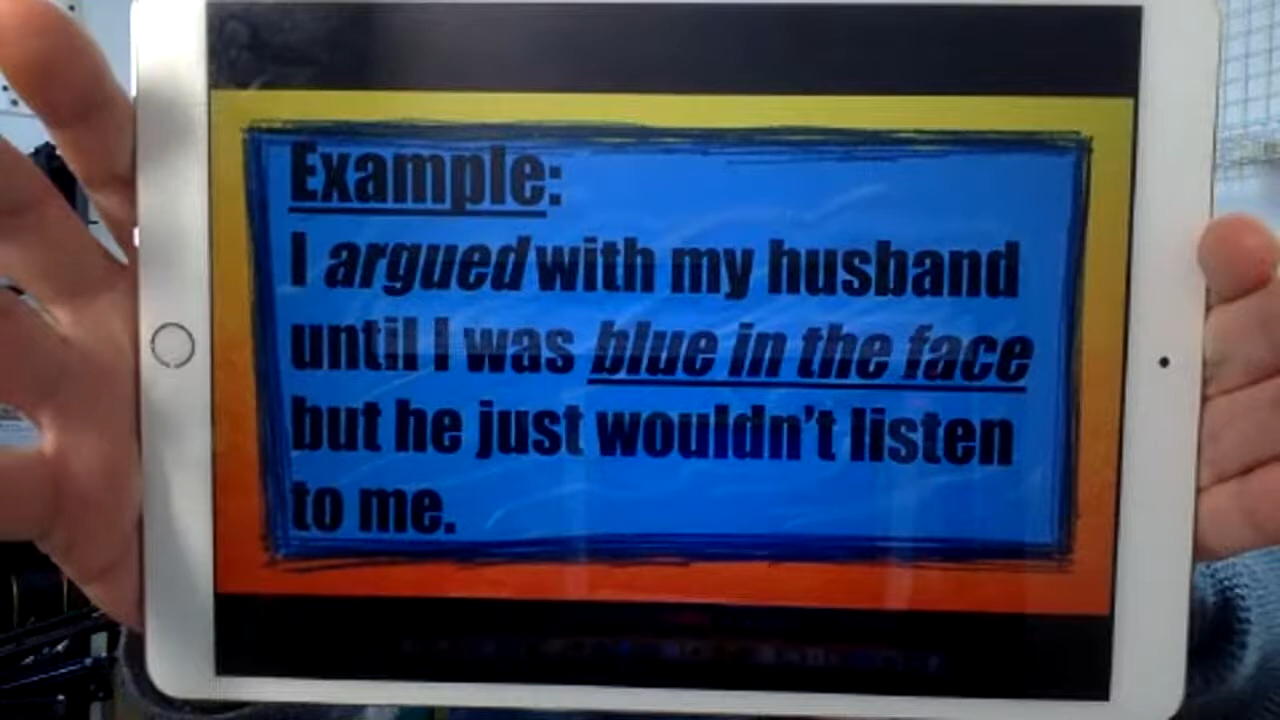 Example:
I argued with my husband
until I was blue in the face
but he just wouldn't listen
to me.